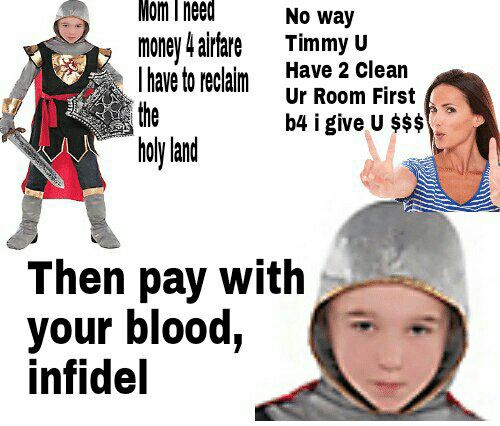 Mom I need
money 4 airfare
I have to reclaim
the
holy land
No way
Timmy U
Have 2 Clean
Ur Room First
b4 i give U $$$
Then pay with
your blood,
infidel